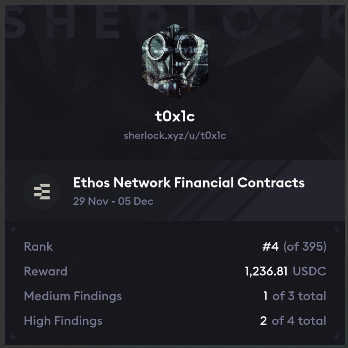 SHERLOCK
t0x1c
sherlock.xyz/u/t0x1c
Ethos Network Financial Contracts
29 Nov - 05 Dec
Rank #4 (of 395)
Reward 1,236.81 USDC
Medium Findings 1 of 3 total
High Findings 2 of 4 total